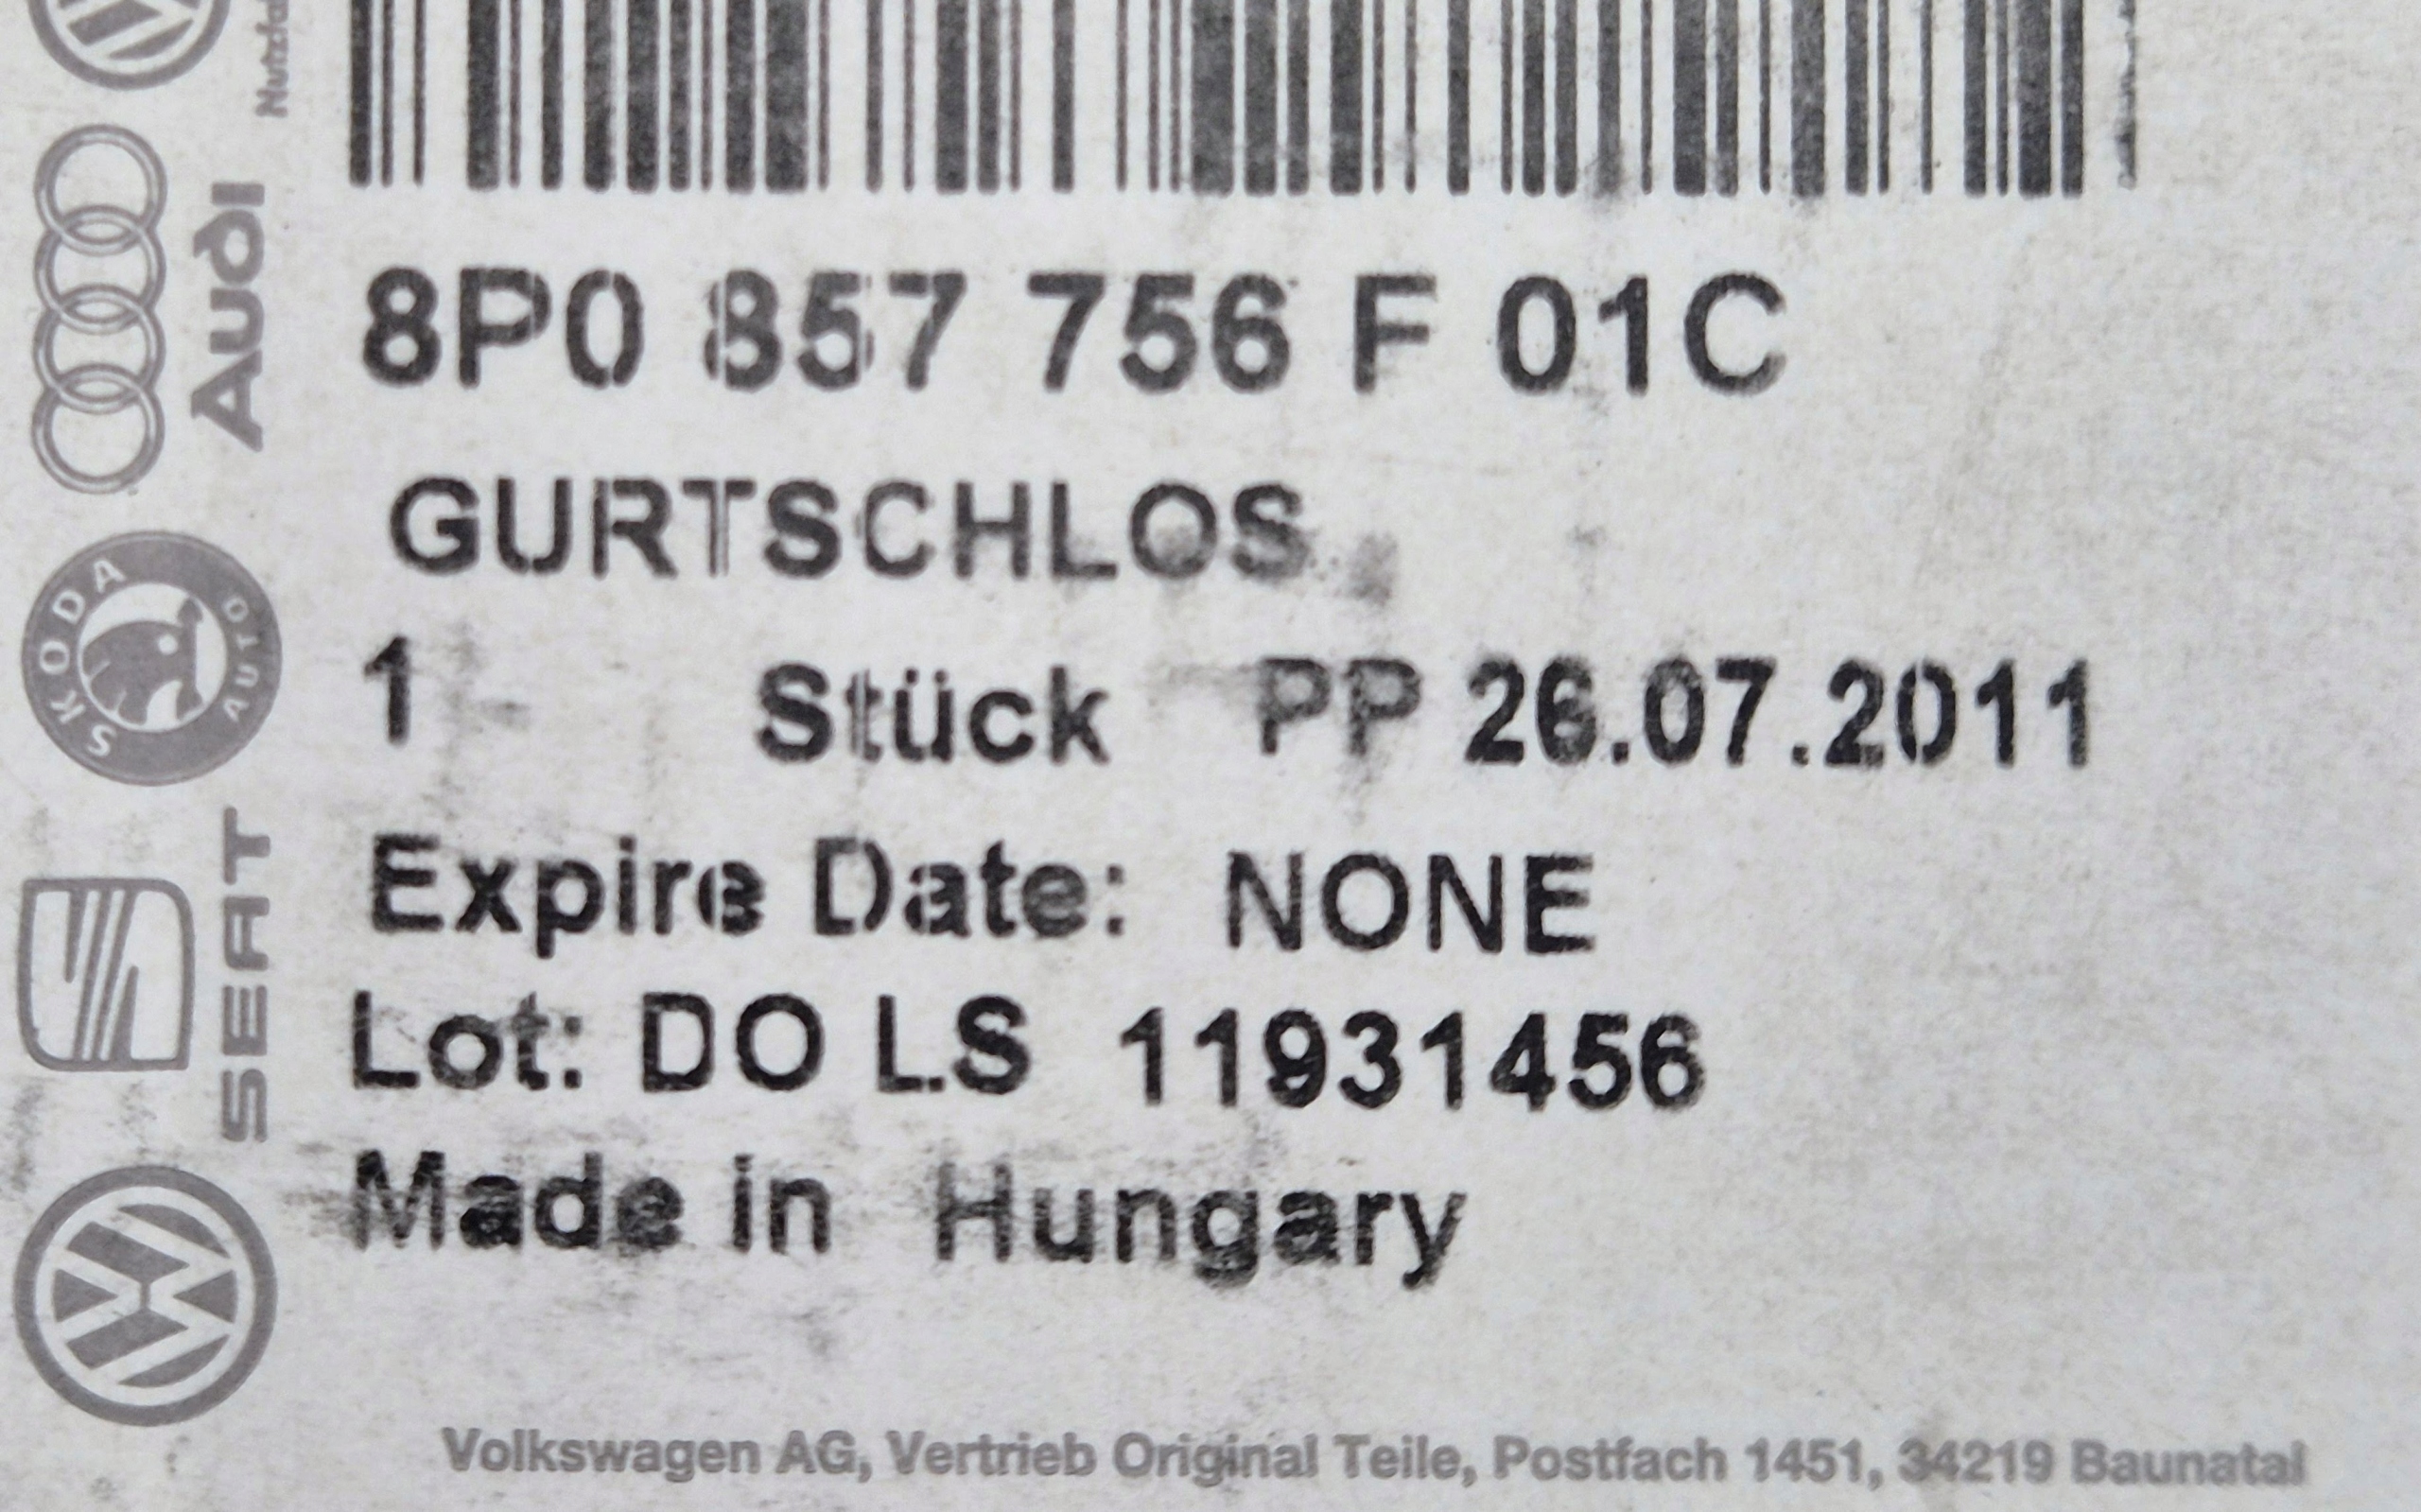 8P0 857 756 F 01C
GURTSCHLOS
1 Stück PP 26.07.2011
Expire Date: NONE
Lot: DO LS 11931456
Made in Hungary
Volkswagen AG, Vertrieb Original Teile, Postfach 1451, 34219 Baunatal
Audi
SKODA AUTO
SEAT